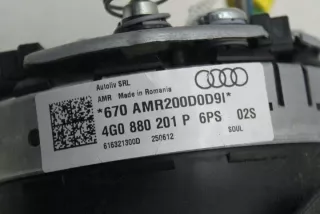 Autoliv SRL
AMR Made in Romania
*670 AMR200D0D9I*
4G0 880 201 P 6PS 02S
616321300D 250612 SOUL